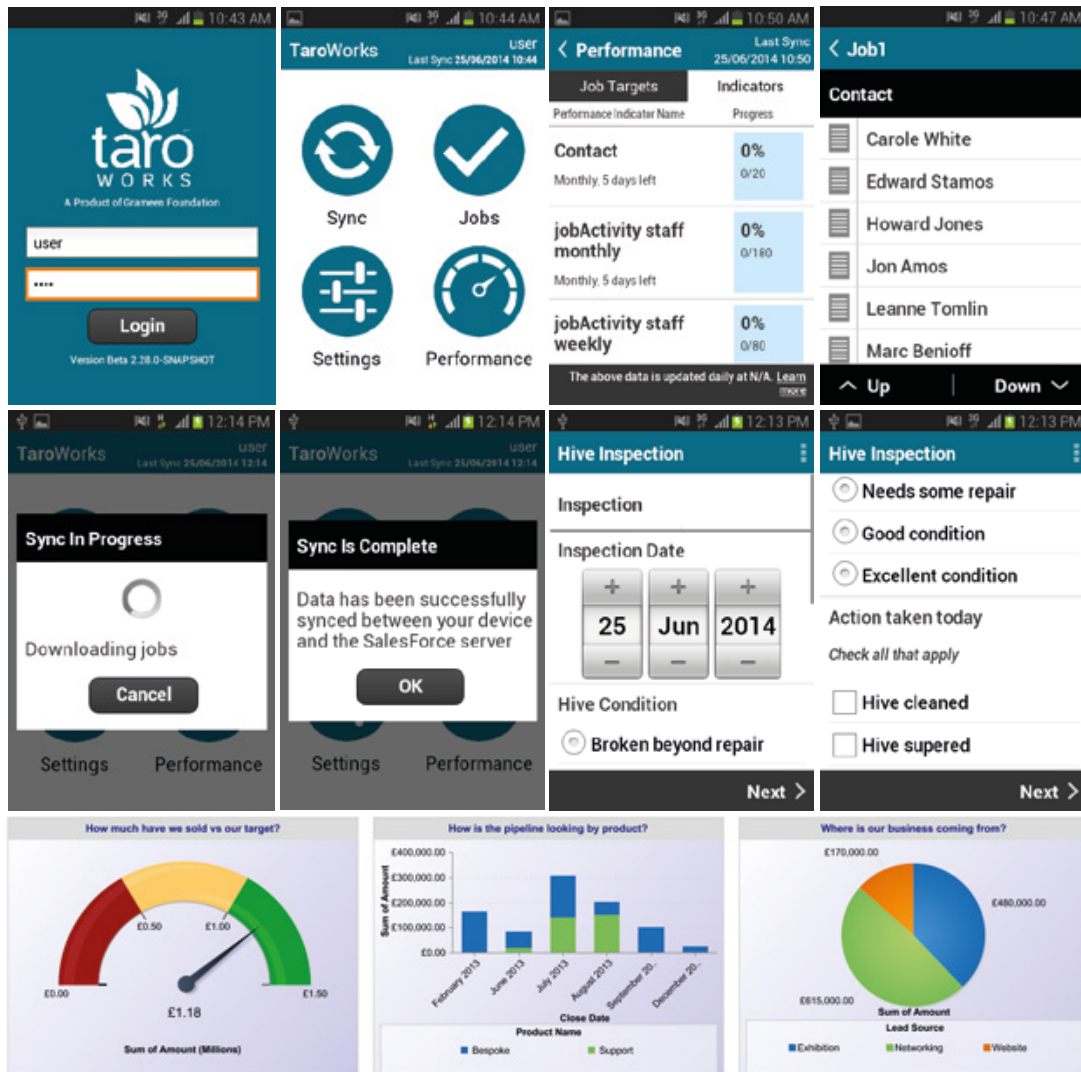 10:43 AM
taro
WORKS
A Product of Grameen Foundation
user
Login
Version Beta 2.28.0-SNAPSHOT
10:44 AM
TaroWorks
user
Last Sync 25/06/2014 10:44
Sync
Jobs
Settings
Performance
10:50 AM
Performance
Last Sync
25/06/2014 10:50
Job Targets
Indicators
Performance Indicator Name
Progress
Contact
0%
Monthly, 5 days left
0/20
jobActivity staff
monthly
0%
0/180
Monthly, 5 days left
jobActivity staff
weekly
0%
0/80
The above data is updated daily at N/A. Learn
more
10:47 AM
Job1
Contact
Carole White
Edward Stamos
Howard Jones
Jon Amos
Leanne Tomlin
Marc Benioff
Up
Down
12:14 PM
TaroWorks
user
Last Sync 25/06/2014 12:14
Sync In Progress
Downloading jobs
Cancel
Settings
Performance
12:14 PM
TaroWorks
user
Last Sync 25/06/2014 12:14
Sync Is Complete
Data has been successfully
synced between your device
and the SalesForce server
OK
Settings
Performance
12:13 PM
Hive Inspection
Inspection
Inspection Date
25 Jun 2014
Hive Condition
Broken beyond repair
Next
12:13 PM
Hive Inspection
Needs some repair
Good condition
Excellent condition
Action taken today
Check all that apply
Hive cleaned
Hive supered
Next
How much have we sold vs our target?
£0.50
£1.00
£0.00
£1.50
£1.18
Sum of Amount (Millions)
How is the pipeline looking by product?
Sum of Amount
£400,000.00
£300,000.00
£200,000.00
£100,000.00
£0.00
February 2013
June 2013
July 2013
August 2013
September 20..
December 20..
Close Date
Product Name
Bespoke
Support
Where is our business coming from?
£170,000.00
£480,000.00
£615,000.00
Sum of Amount
Lead Source
Exhibition
Networking
Website